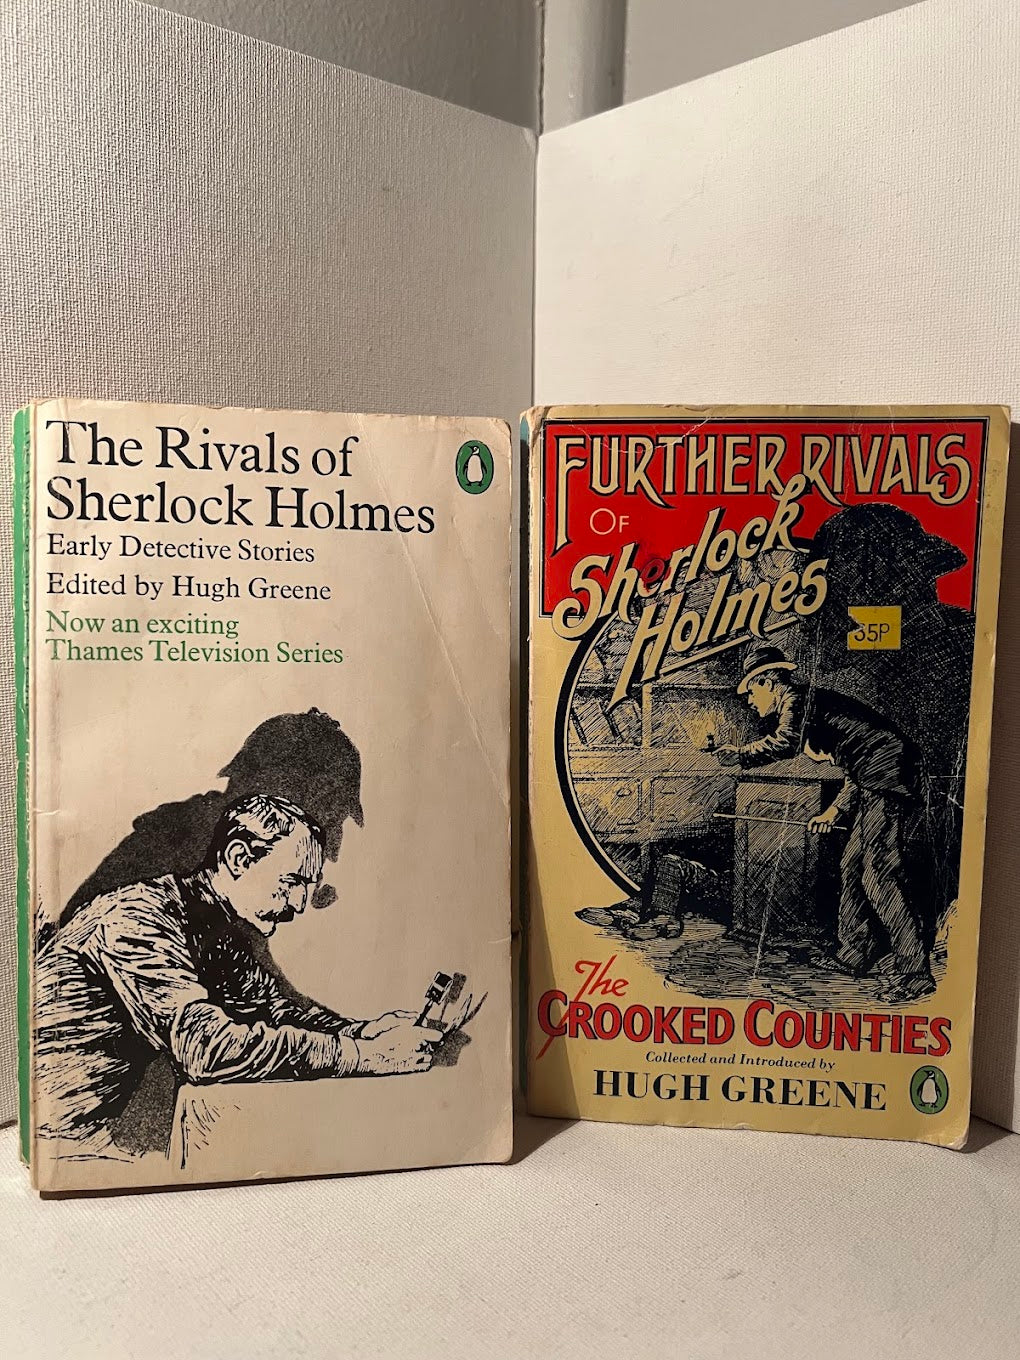 The Rivals of
Sherlock Holmes
Early Detective Stories
Edited by Hugh Greene
Now an exciting
Thames Television Series
FURTHER RIVALS
OF
Sherlock
Holmes
35P
The
CROOKED COUNTIES
Collected and Introduced by
HUGH GREENE